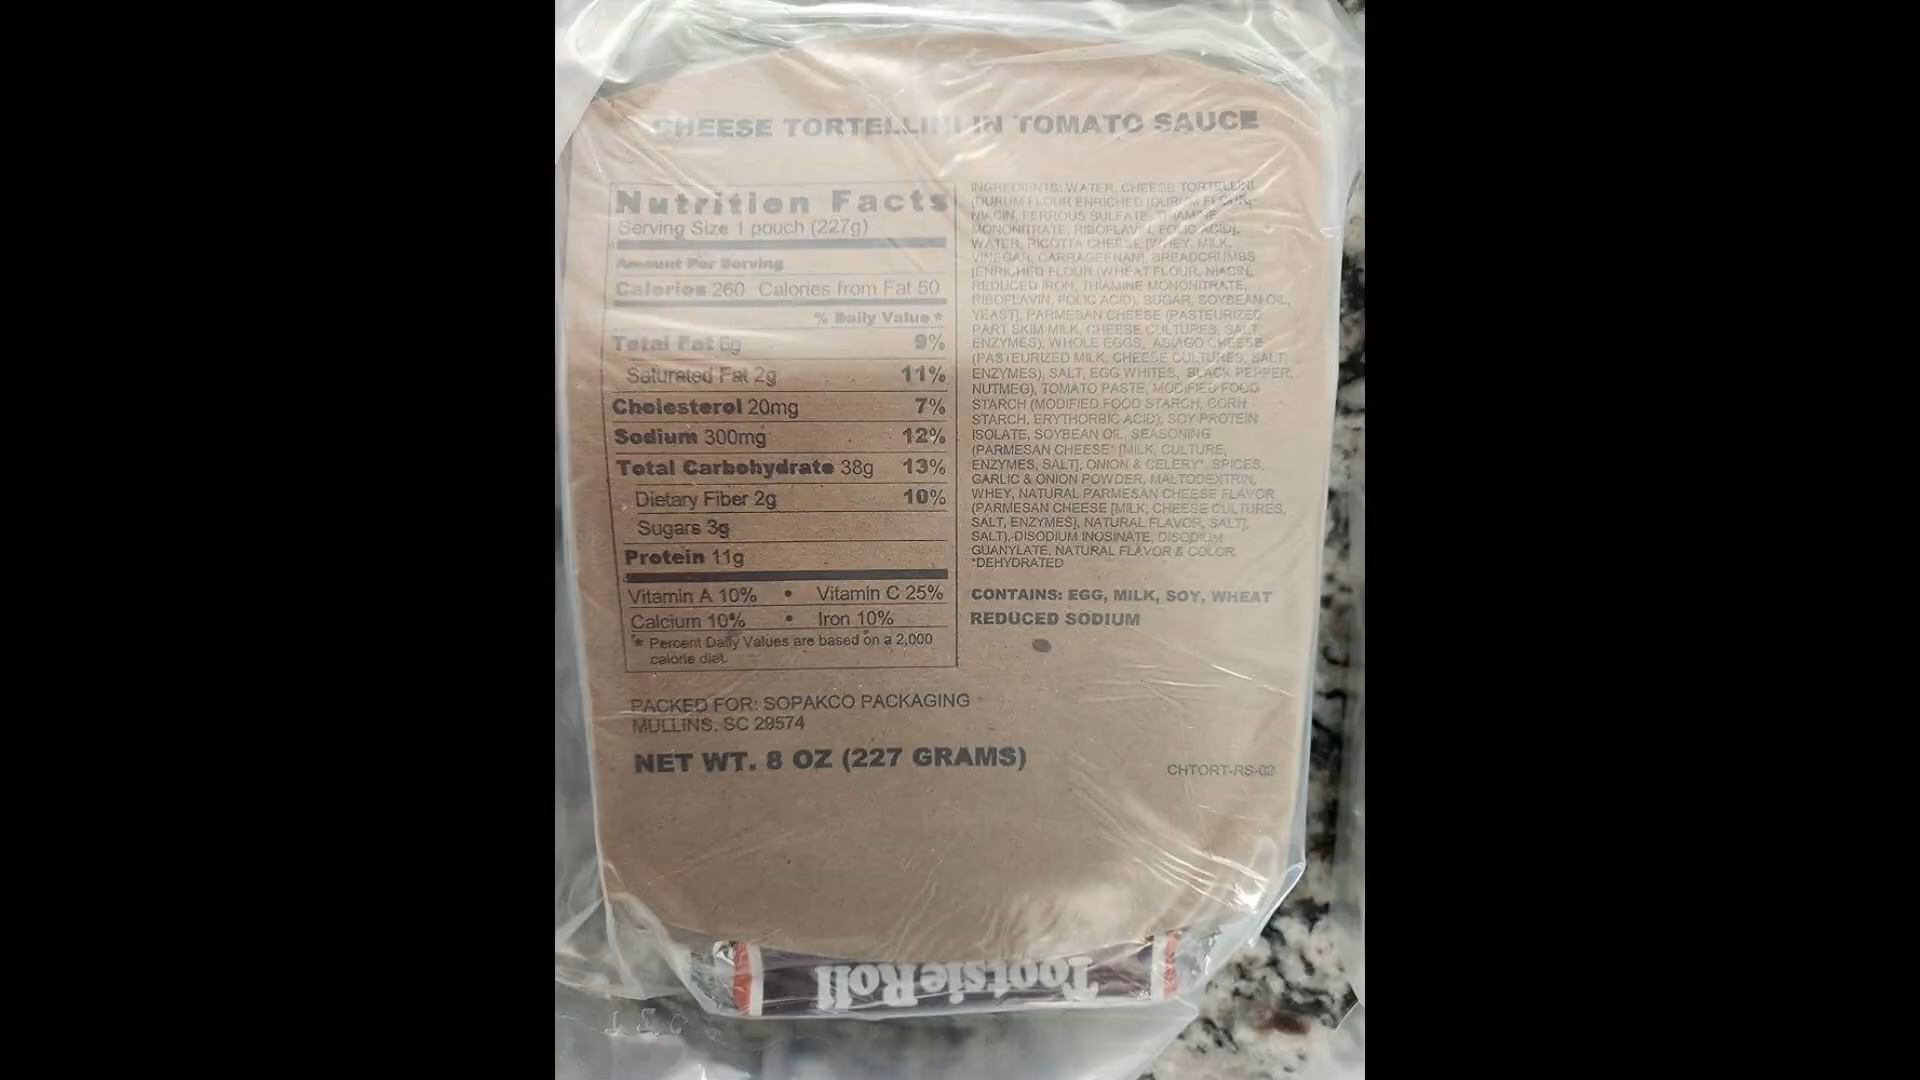 CHEESE TORTELLINI IN TOMATO SAUCE
Nutrition Facts
Serving Size 1 pouch (227g)
Amount Per Serving
Calories 260 Calories from Fat 50
% Daily Value*
Total Fat 6g 9%
Saturated Fat 2g 11%
Cholesterol 20mg 7%
Sodium 300mg 12%
Total Carbohydrate 38g 13%
Dietary Fiber 2g 10%
Sugars 3g
Protein 11g
Vitamin A 10% • Vitamin C 25%
Calcium 10% • Iron 10%
* Percent Daily Values are based on a 2,000
calorie diet.
INGREDIENTS: WATER, CHEESE TORTELLINI
(DURUM FLOUR ENRICHED [DURUM FLOUR,
NIACIN, FERROUS SULFATE, THIAMINE
MONONITRATE, RIBOFLAVIN, FOLIC ACID],
WATER, RICOTTA CHEESE [WHEY, MILK,
VINEGAR, CARRAGEENAN], BREADCRUMBS
[ENRICHED FLOUR (WHEAT FLOUR, NIACIN,
REDUCED IRON, THIAMINE MONONITRATE,
RIBOFLAVIN, FOLIC ACID), SUGAR, SOYBEAN OIL,
YEAST], PARMESAN CHEESE (PASTEURIZED
PART SKIM MILK, CHEESE CULTURES, SALT,
ENZYMES), WHOLE EGGS, ASIAGO CHEESE
(PASTEURIZED MILK, CHEESE CULTURES, SALT,
ENZYMES), SALT, EGG WHITES, BLACK PEPPER,
NUTMEG), TOMATO PASTE, MODIFIED FOOD
STARCH (MODIFIED FOOD STARCH, CORN
STARCH, ERYTHORBIC ACID), SOY PROTEIN
ISOLATE, SOYBEAN OIL, SEASONING
(PARMESAN CHEESE* [MILK, CULTURE,
ENZYMES, SALT], ONION & CELERY*, SPICES,
GARLIC & ONION POWDER, MALTODEXTRIN,
WHEY, NATURAL PARMESAN CHEESE FLAVOR
(PARMESAN CHEESE [MILK, CHEESE CULTURES,
SALT, ENZYMES], NATURAL FLAVOR, SALT],
SALT), DISODIUM INOSINATE, DISODIUM
GUANYLATE, NATURAL FLAVOR & COLOR.
*DEHYDRATED
CONTAINS: EGG, MILK, SOY, WHEAT
REDUCED SODIUM
PACKED FOR: SOPAKCO PACKAGING
MULLINS, SC 29574
NET WT. 8 OZ (227 GRAMS)
CHTORT-RS-02
Tootsie Roll